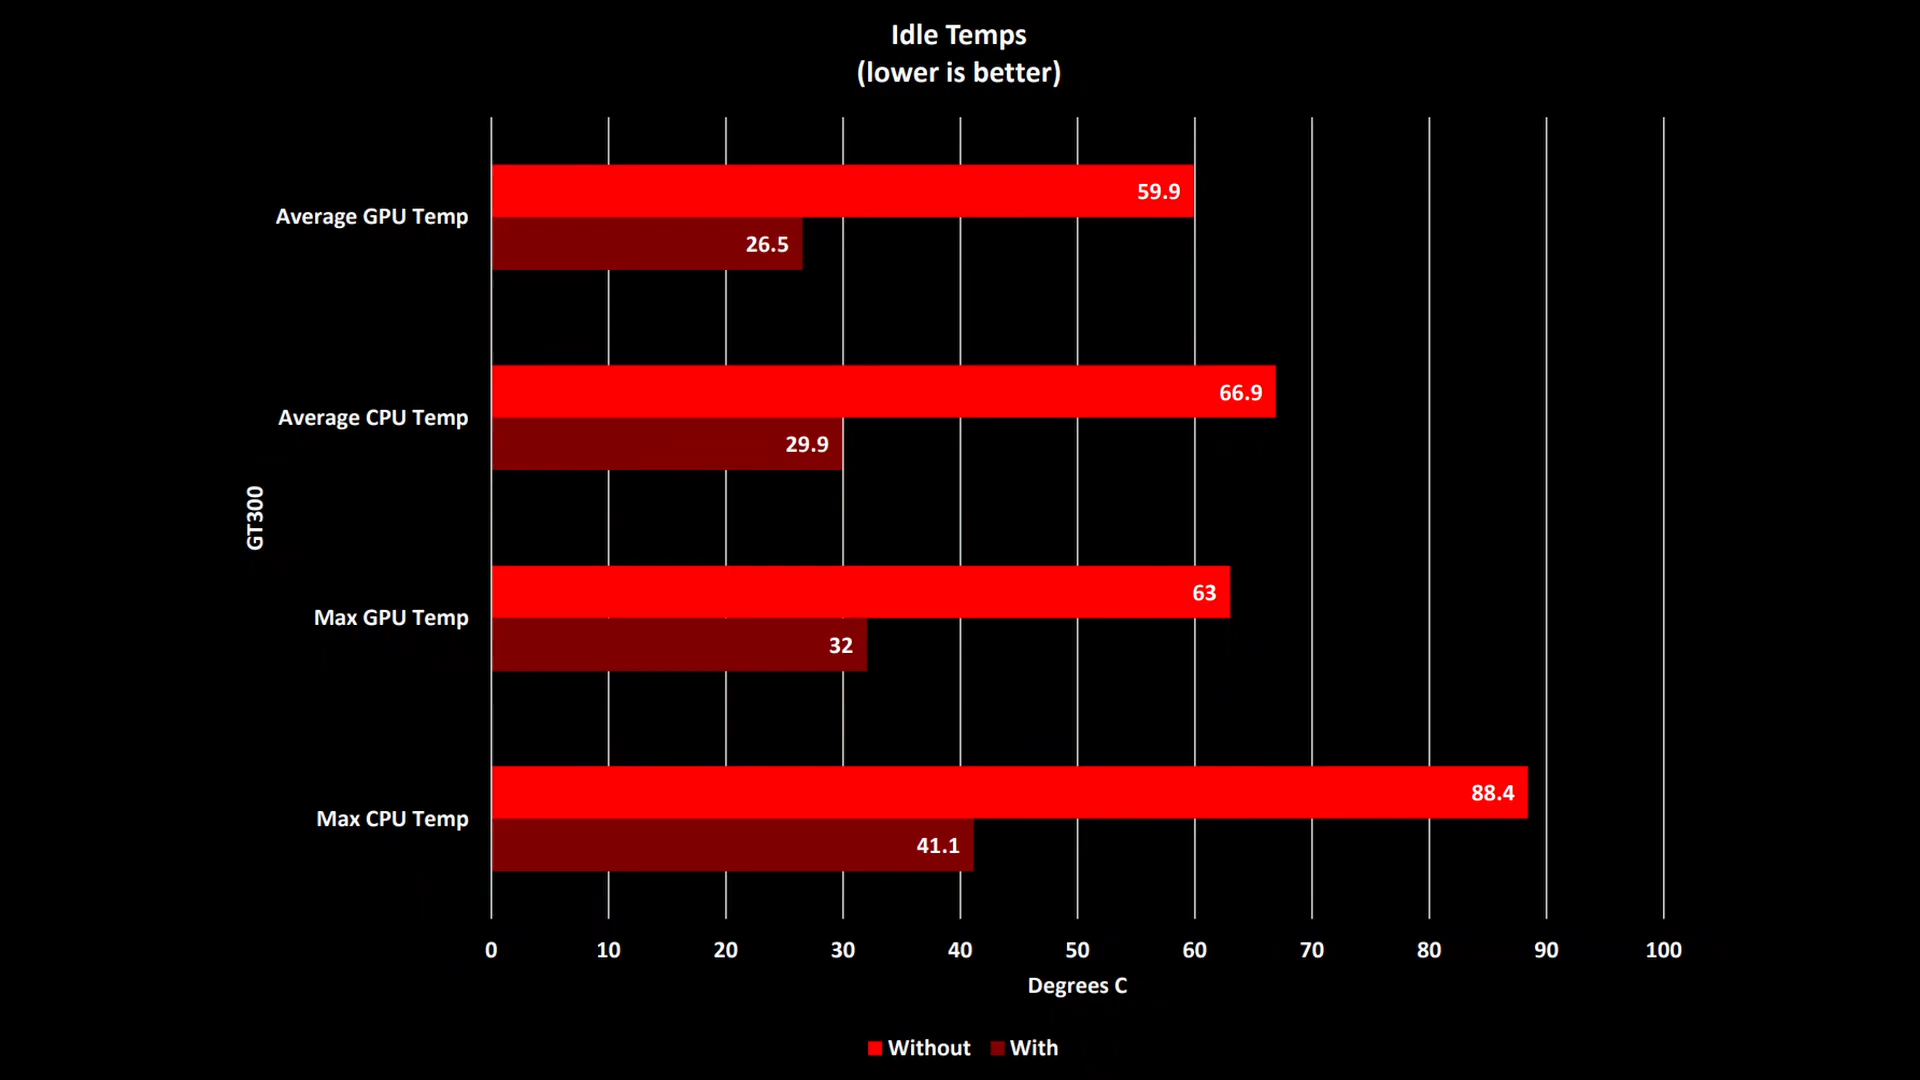 Idle Temps
(lower is better)
Average GPU Temp
59.9
26.5
Average CPU Temp
66.9
29.9
GT300
Max GPU Temp
63
32
Max CPU Temp
88.4
41.1
0 10 20 30 40 50 60 70 80 90 100
Degrees C
Without With